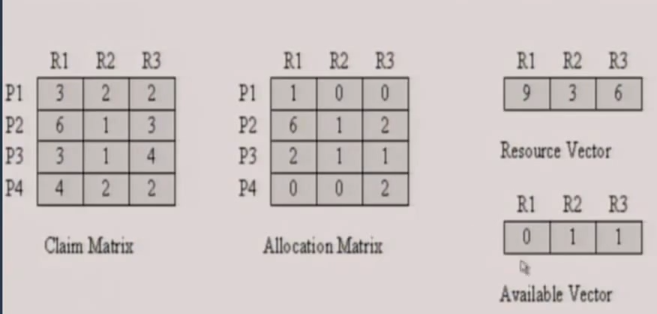 R1 R2 R3
P1 3 2 2
P2 6 1 3
P3 3 1 4
P4 4 2 2
Claim Matrix
R1 R2 R3
P1 1 0 0
P2 6 1 2
P3 2 1 1
P4 0 0 2
Allocation Matrix
R1 R2 R3
9 3 6
Resource Vector
R1 R2 R3
0 1 1
Available Vector